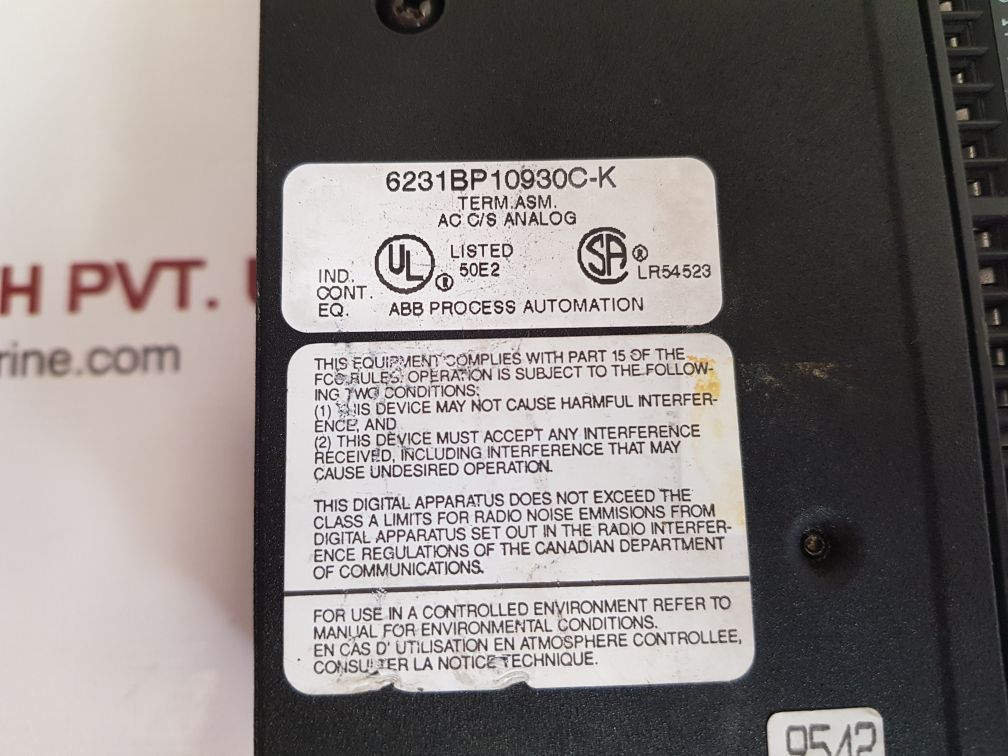 6231BP10930C-K
TERM.ASM.
AC C/S ANALOG
UL
®
LISTED
50E2
SA
®
LR54523
IND.
CONT.
EQ.
ABB PROCESS AUTOMATION
THIS EQUIPMENT COMPLIES WITH PART 15 OF THE
FCC RULES. OPERATION IS SUBJECT TO THE FOLLOW-
ING TWO CONDITIONS:
(1) THIS DEVICE MAY NOT CAUSE HARMFUL INTERFER-
ENCE, AND
(2) THIS DEVICE MUST ACCEPT ANY INTERFERENCE
RECEIVED, INCLUDING INTERFERENCE THAT MAY
CAUSE UNDESIRED OPERATION.
THIS DIGITAL APPARATUS DOES NOT EXCEED THE
CLASS A LIMITS FOR RADIO NOISE EMMISIONS FROM
DIGITAL APPARATUS SET OUT IN THE RADIO INTERFER-
ENCE REGULATIONS OF THE CANADIAN DEPARTMENT
OF COMMUNICATIONS.
FOR USE IN A CONTROLLED ENVIRONMENT REFER TO
MANUAL FOR ENVIRONMENTAL CONDITIONS.
EN CAS D' UTILISATION EN ATMOSPHERE CONTROLLEE,
CONSULTER LA NOTICE TECHNIQUE.
9542
H PVT.
rine.com